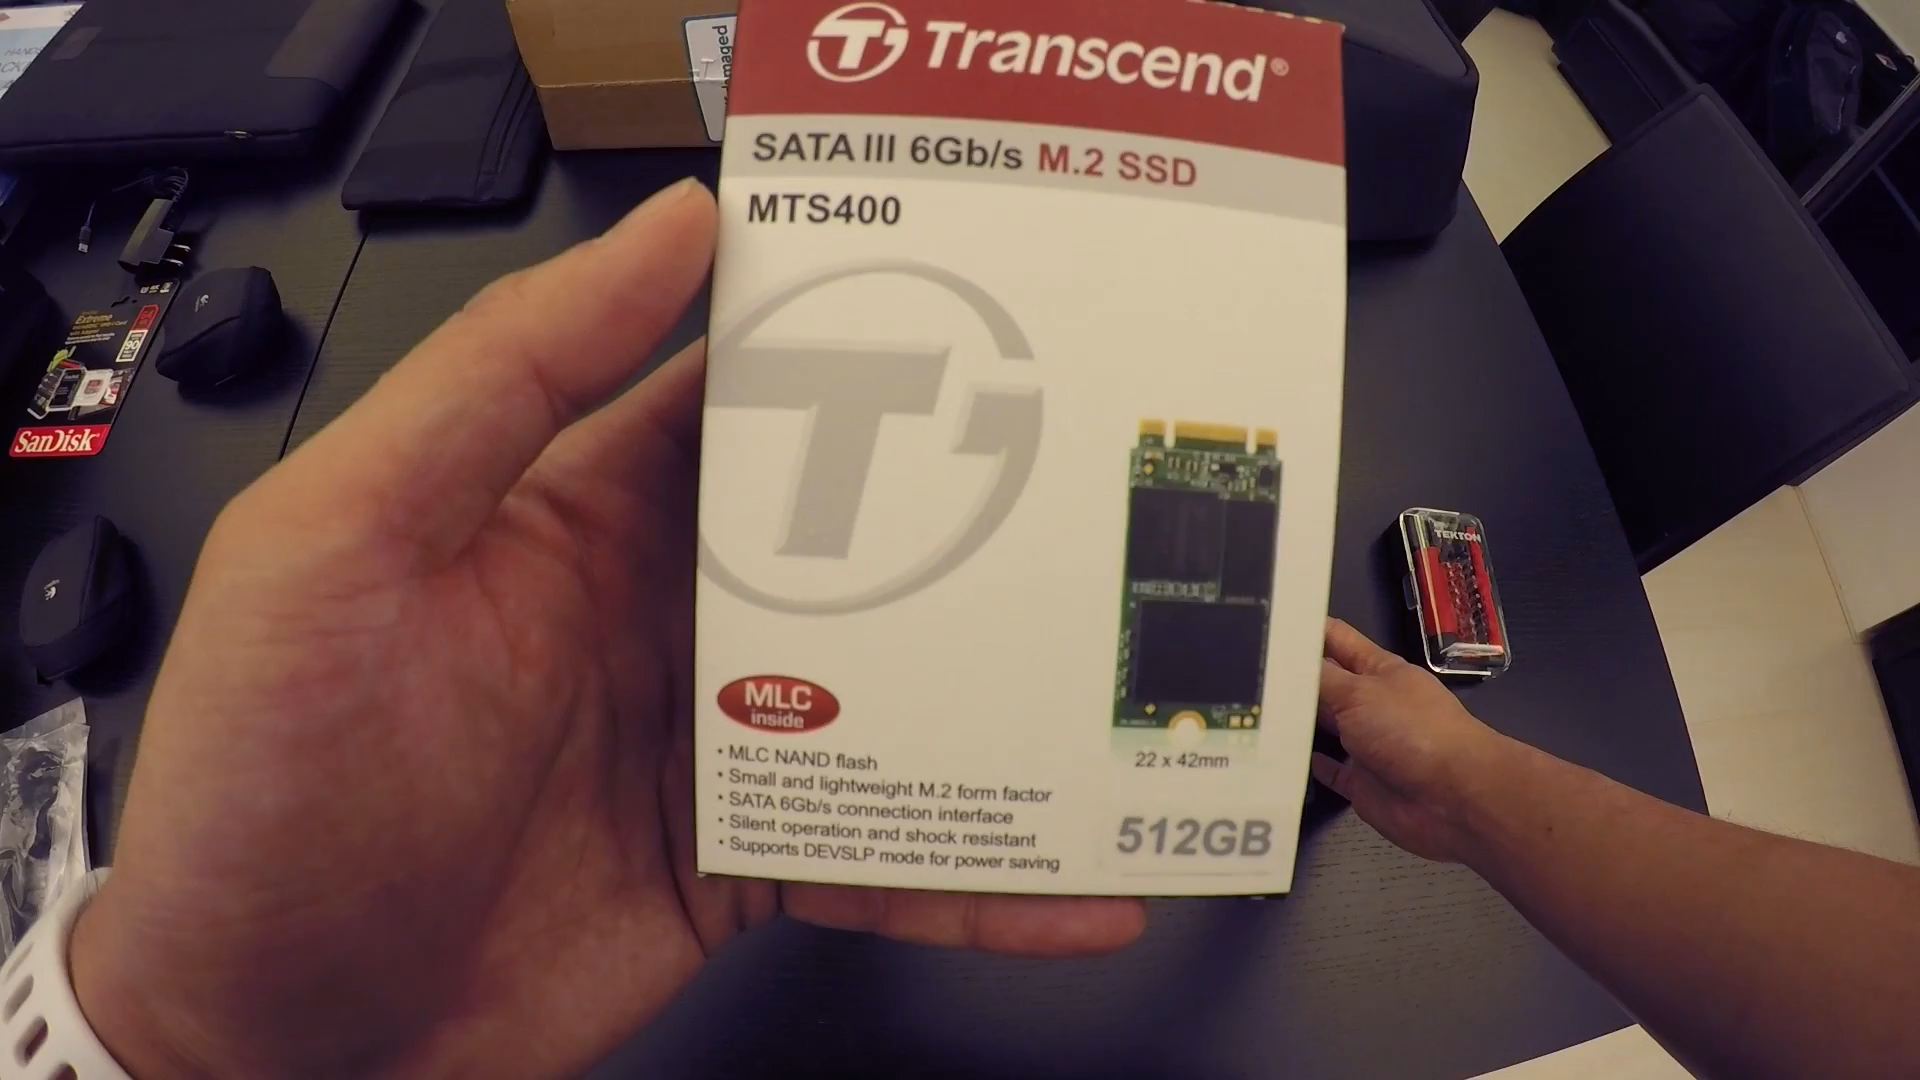 Transcend®
SATA III 6Gb/s M.2 SSD
MTS400
MLC
inside
• MLC NAND flash
• Small and lightweight M.2 form factor
• SATA 6Gb/s connection interface
• Silent operation and shock resistant
• Supports DEVSLP mode for power saving
22 x 42mm
512GB
Extreme
64
90
SanDisk
TEKTON